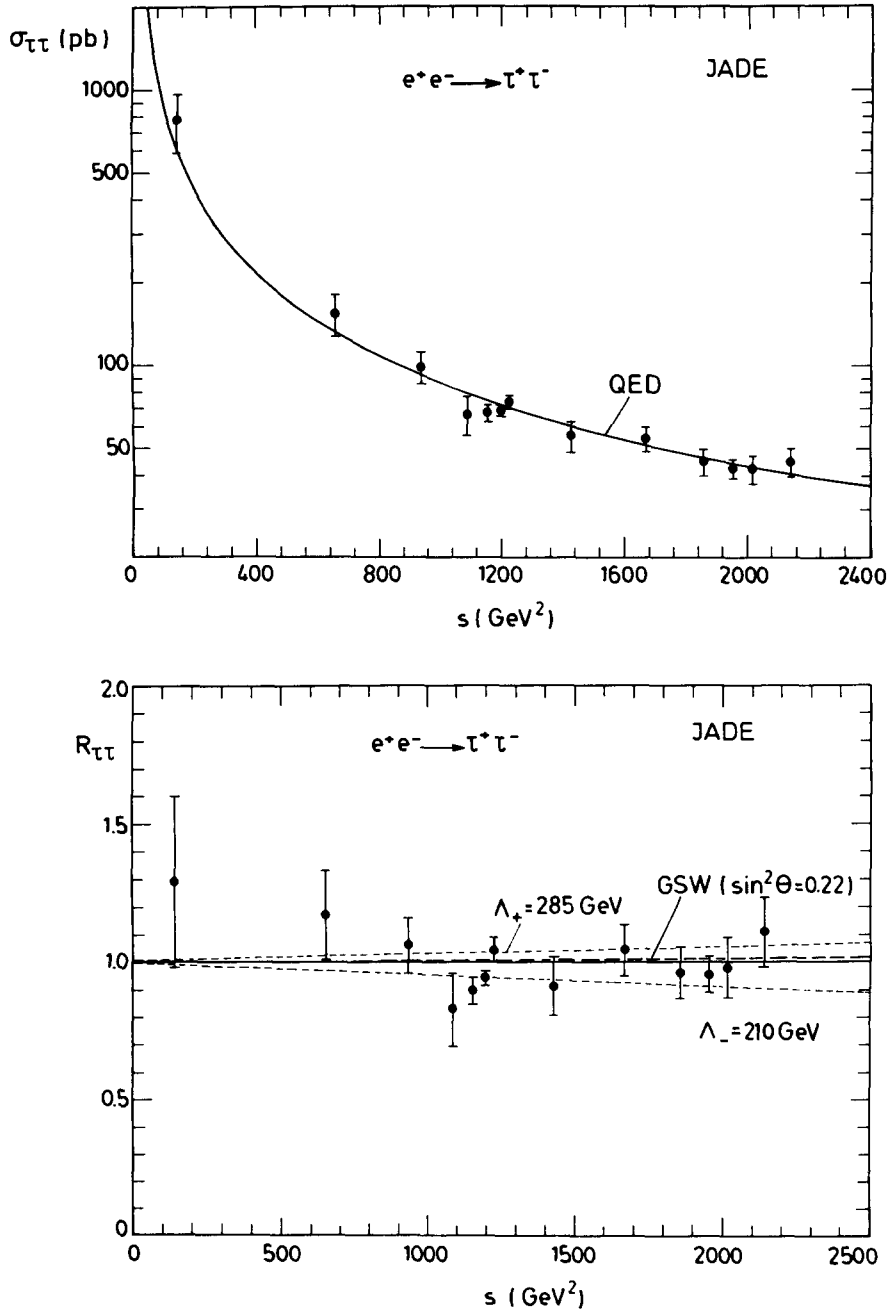 σττ (pb)
e⁺e⁻ → τ⁺τ⁻
JADE
1000
500
100
50
QED
0 400 800 1200 1600 2000 2400
s (GeV²)
2.0
Rττ
e⁺e⁻ → τ⁺τ⁻
JADE
1.5
GSW (sin²Θ=0.22)
Λ₊=285 GeV
1.0
Λ₋=210 GeV
0.5
0
0 500 1000 1500 2000 2500
s (GeV²)